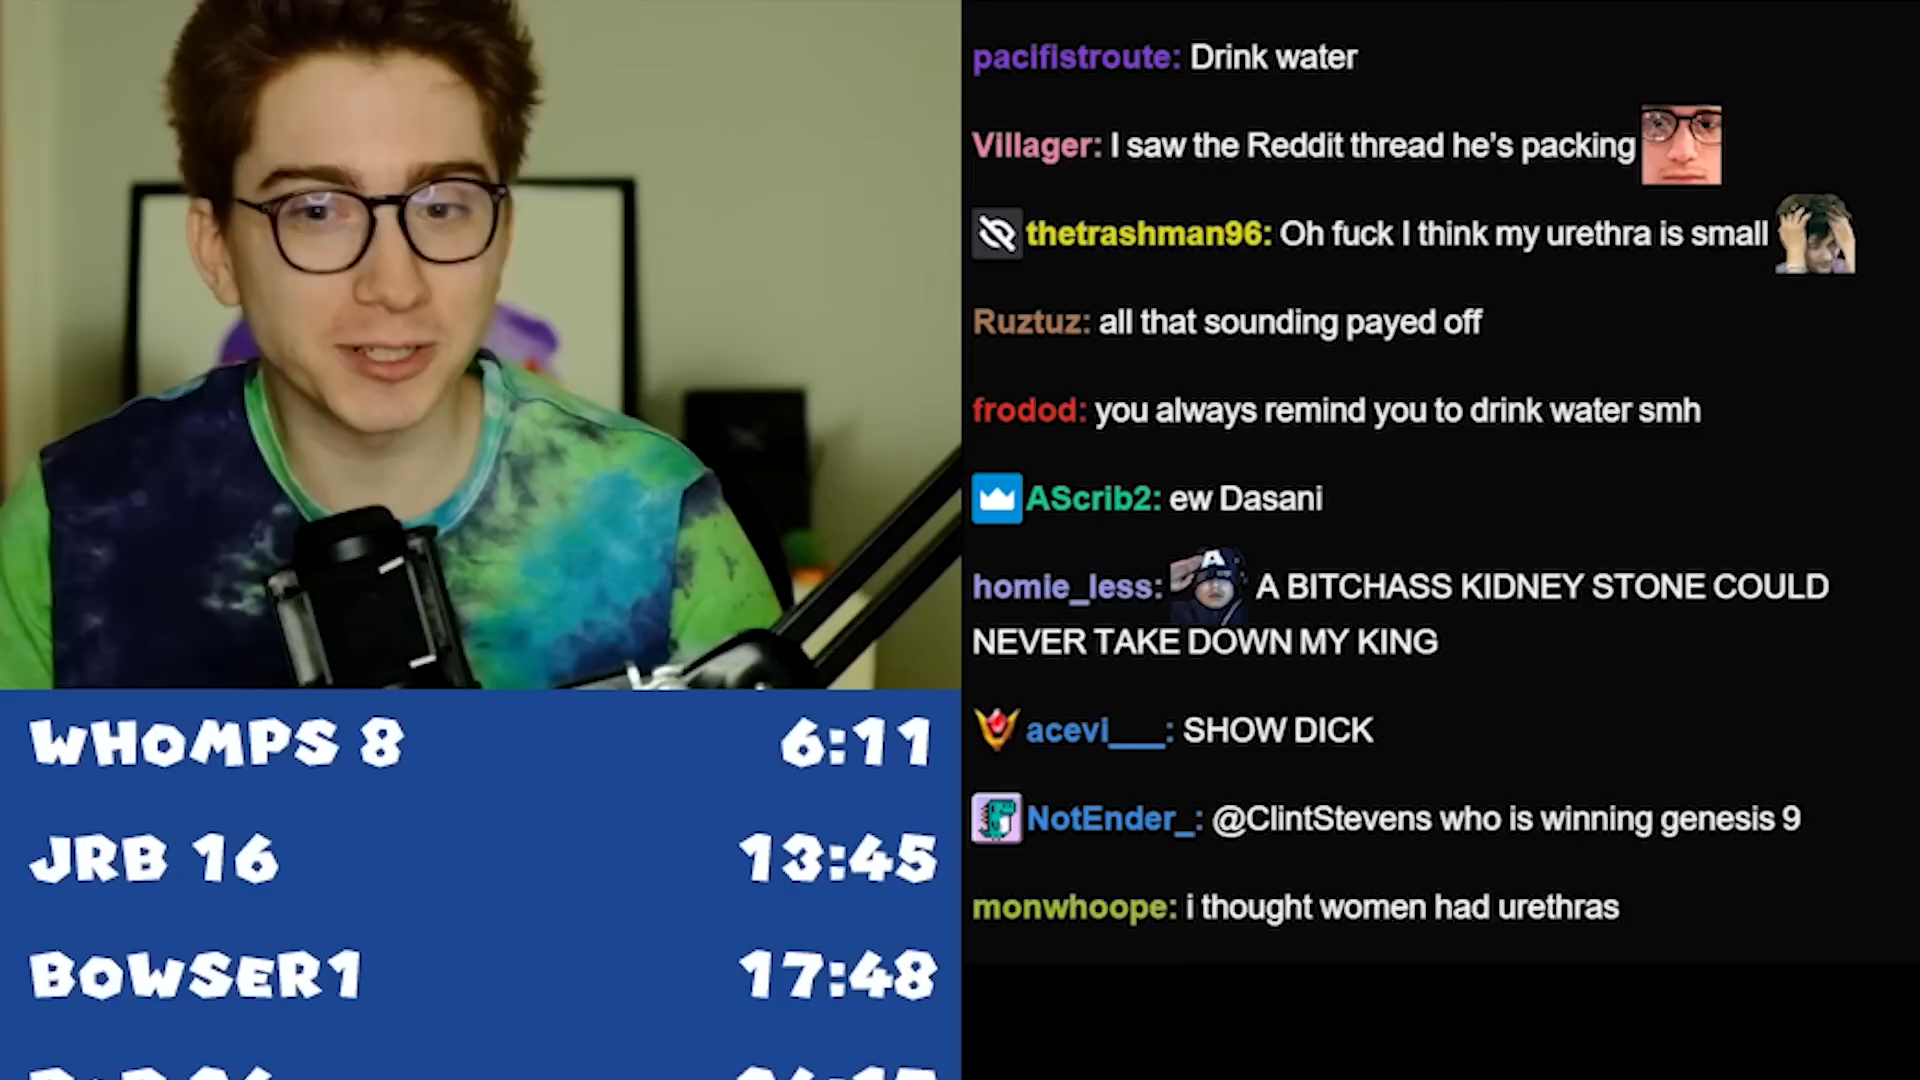 pacifistroute: Drink water
Villager: I saw the Reddit thread he's packing
thetrashman96: Oh fuck I think my urethra is small
Ruztuz: all that sounding payed off
frodod: you always remind you to drink water smh
AScrib2: ew Dasani
homie_less: A BITCHASS KIDNEY STONE COULD
NEVER TAKE DOWN MY KING
acevi___: SHOW DICK
NotEnder_: @ClintStevens who is winning genesis 9
monwhoope: i thought women had urethras
WHOMPS 8 6:11
JRB 16 13:45
BOWSER1 17:48